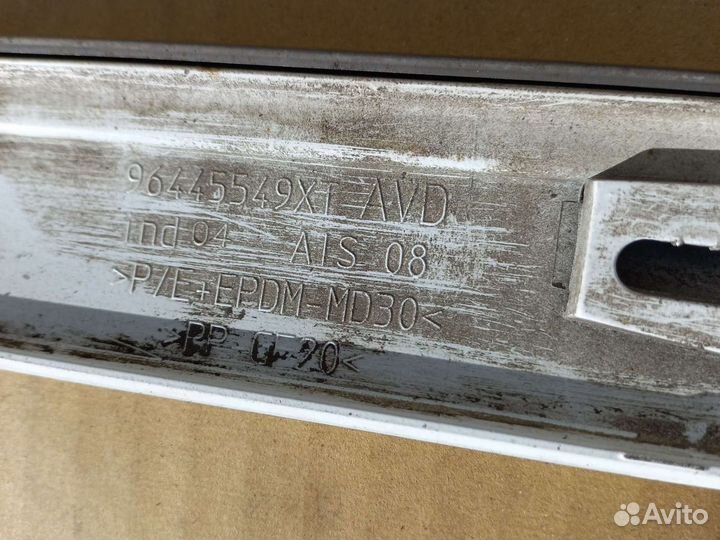 96445549XT AVD
ind 04 AIS 08
>P/E+EPDM-MD30<
>PP GF20<
Avito